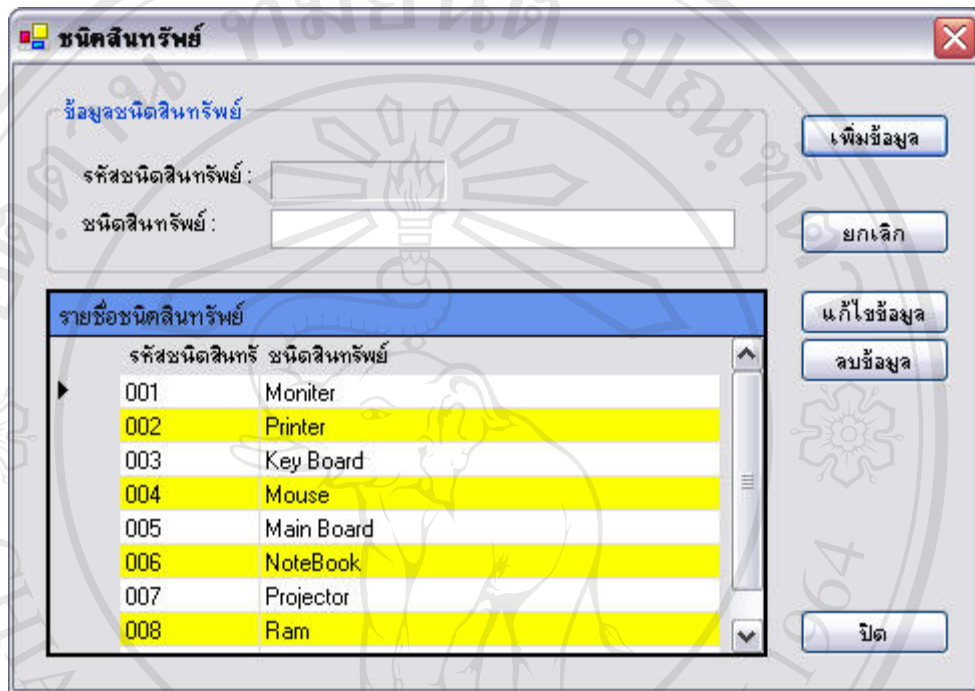 ชนิดสินทรัพย์
ข้อมูลชนิดสินทรัพย์
รหัสชนิดสินทรัพย์ :
ชนิดสินทรัพย์ :
เพิ่มข้อมูล
ยกเลิก
แก้ไขข้อมูล
ลบข้อมูล
รายชื่อชนิดสินทรัพย์
รหัสชนิดสินทรั ชนิดสินทรัพย์
001 Moniter
002 Printer
003 Key Board
004 Mouse
005 Main Board
006 NoteBook
007 Projector
008 Ram
ปิด
1964